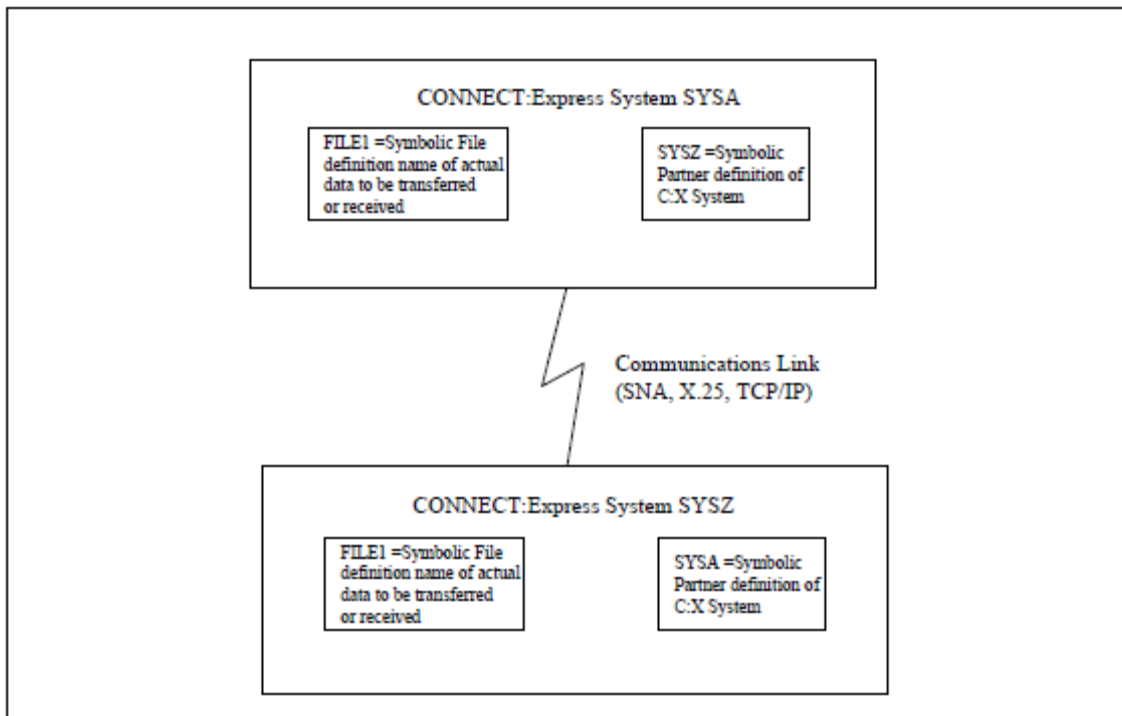 CONNECT:Express System SYSA
FILE1 =Symbolic File
definition name of actual
data to be transferred
or received
SYSZ =Symbolic
Partner definition of
C:X System
Communications Link
(SNA, X.25, TCP/IP)
CONNECT:Express System SYSZ
FILE1 =Symbolic File
definition name of actual
data to be transferred
or received
SYSA =Symbolic
Partner definition of
C:X System